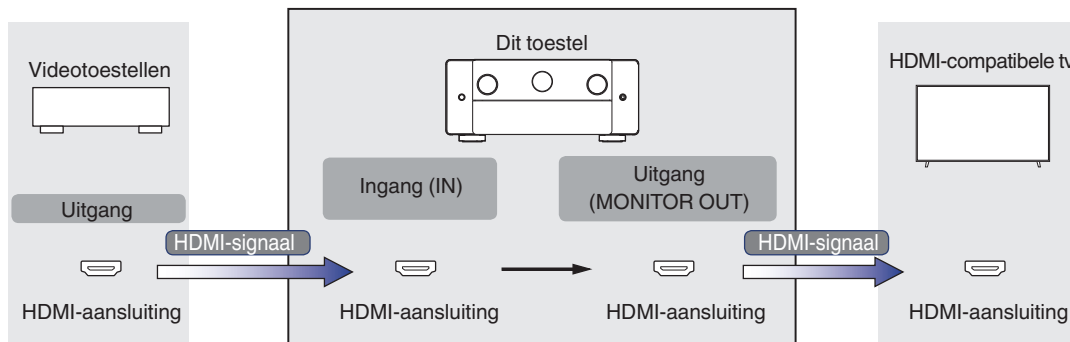 Dit toestel
Videotoestellen
HDMI-compatibele tv
Ingang (IN)
Uitgang
(MONITOR OUT)
Uitgang
HDMI-signaal
HDMI-signaal
HDMI-aansluiting
HDMI-aansluiting
HDMI-aansluiting
HDMI-aansluiting